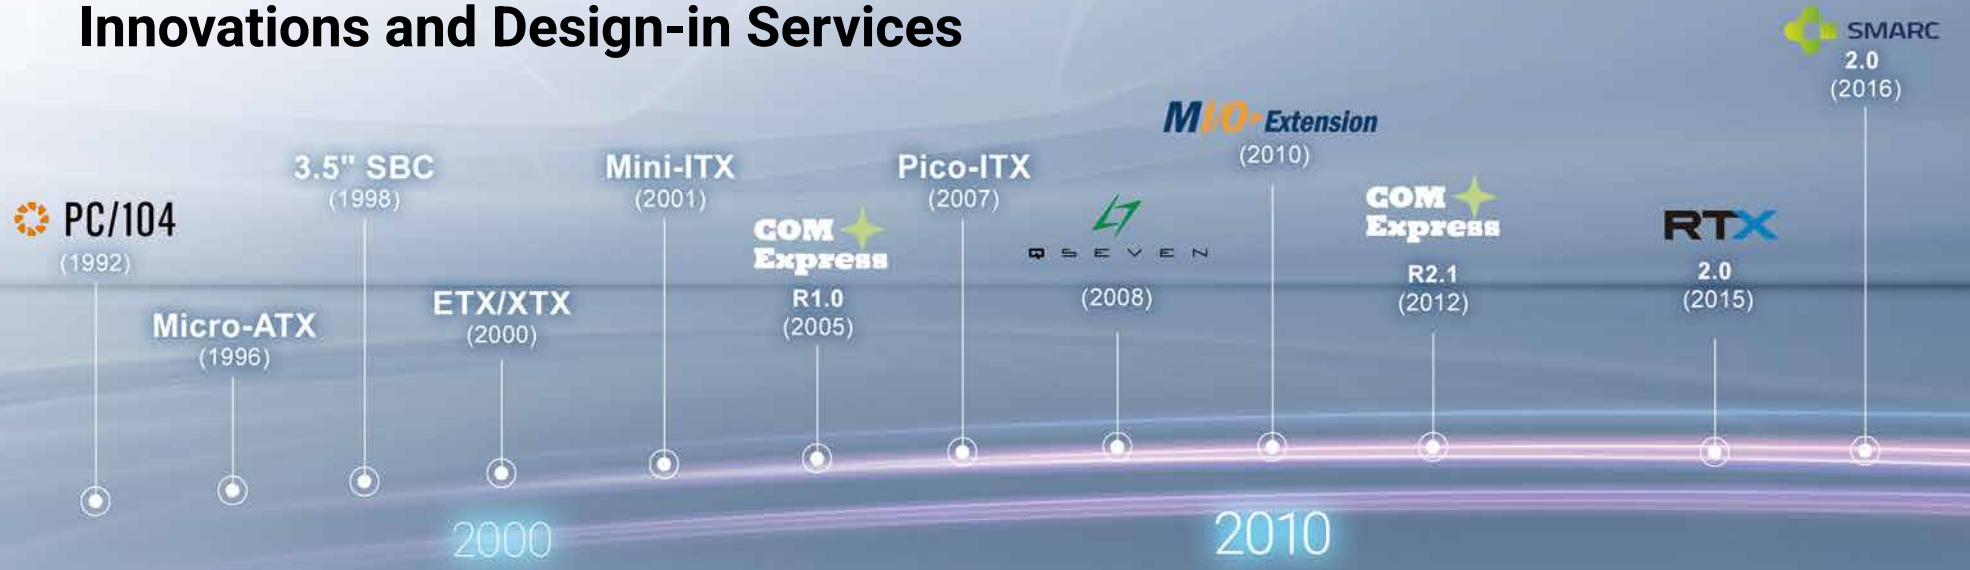 Innovations and Design-in Services
PC/104
(1992)
Micro-ATX
(1996)
3.5" SBC
(1998)
ETX/XTX
(2000)
Mini-ITX
(2001)
COM
Express
R1.0
(2005)
Pico-ITX
(2007)
QSEVEN
(2008)
MI/O-Extension
(2010)
COM
Express
R2.1
(2012)
RTX
2.0
(2015)
SMARC
2.0
(2016)
2000
2010